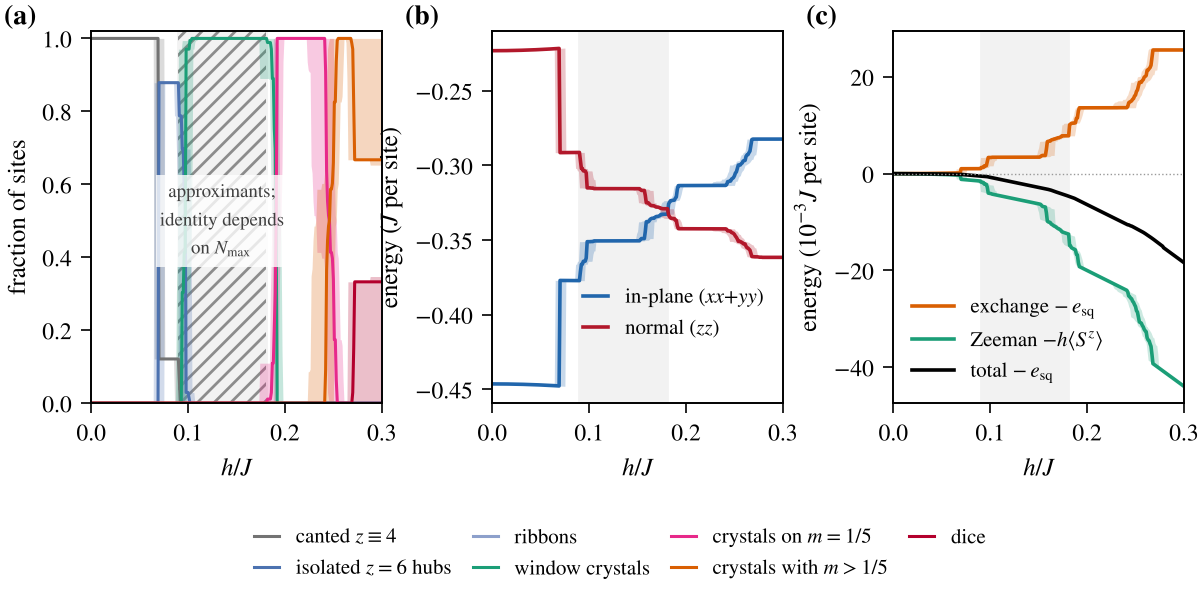 (a)
1.0
0.8
0.6
0.4
0.2
0.0
fraction of sites
approximants;
identity depends
on N_max
0.0
0.1
0.2
0.3
h/J
(b)
−0.25
−0.30
−0.35
−0.40
−0.45
energy (J per site)
in-plane (xx+yy)
normal (zz)
0.0
0.1
0.2
0.3
h/J
(c)
20
0
−20
−40
energy (10⁻³ J per site)
exchange − e_sq
Zeeman −h⟨S^z⟩
total − e_sq
0.0
0.1
0.2
0.3
h/J
canted z ≡ 4
isolated z = 6 hubs
ribbons
window crystals
crystals on m = 1/5
crystals with m > 1/5
dice